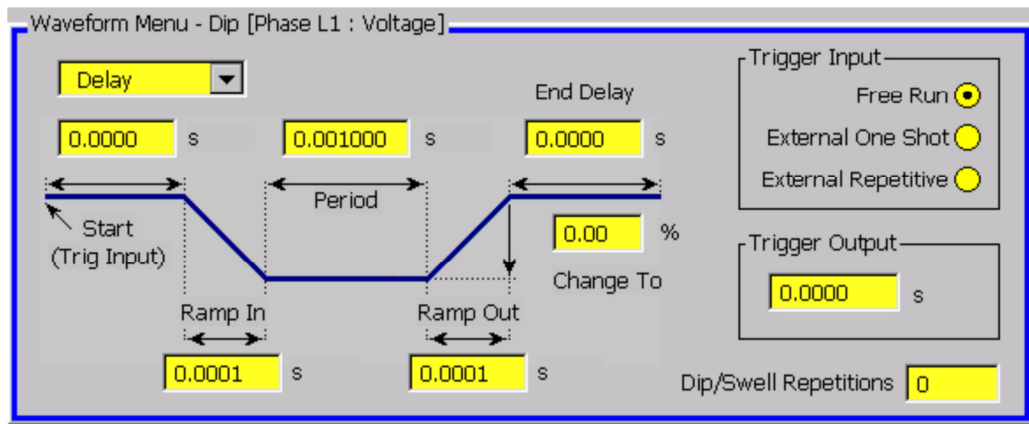 Waveform Menu - Dip [Phase L1 : Voltage]
Delay
End Delay
0.0000 s
0.001000 s
0.0000 s
Period
Start
(Trig Input)
0.00 %
Change To
Ramp In
Ramp Out
0.0001 s
0.0001 s
Trigger Input
Free Run
External One Shot
External Repetitive
Trigger Output
0.0000 s
Dip/Swell Repetitions 0